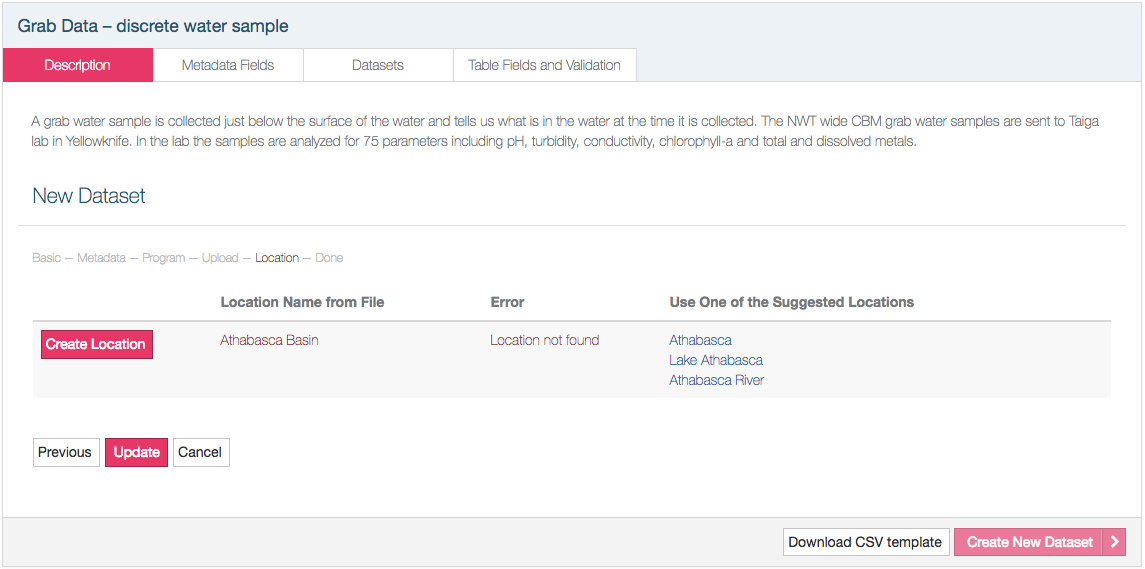 Grab Data – discrete water sample
Description
Metadata Fields
Datasets
Table Fields and Validation
A grab water sample is collected just below the surface of the water and tells us what is in the water at the time it is collected. The NWT wide CBM grab water samples are sent to Taiga
lab in Yellowknife. In the lab the samples are analyzed for 75 parameters including pH, turbidity, conductivity, chlorophyll-a and total and dissolved metals.
New Dataset
Basic – Metadata – Program – Upload – Location – Done
Location Name from File
Error
Use One of the Suggested Locations
Create Location
Athabasca Basin
Location not found
Athabasca
Lake Athabasca
Athabasca River
Previous
Update
Cancel
Download CSV template
Create New Dataset